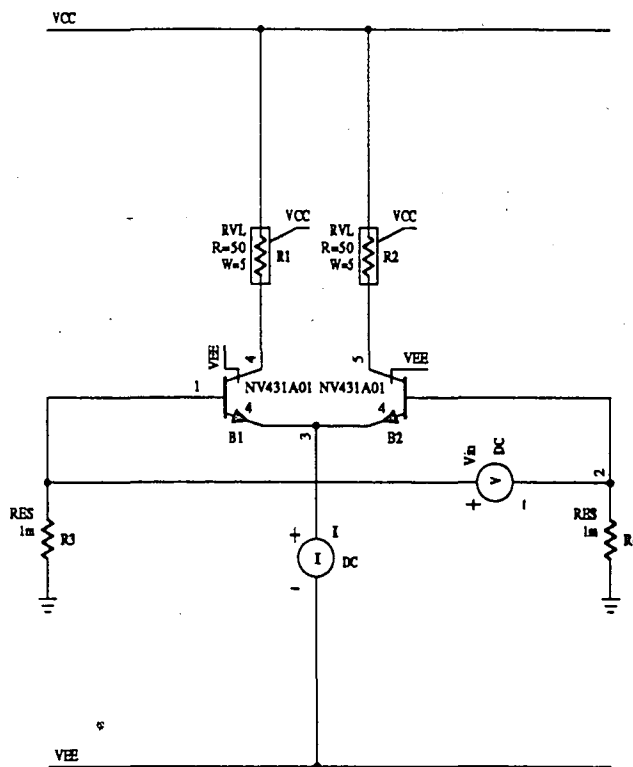 VCC
RVL
R=50
W=5
VCC
R1
RVL
R=50
W=5
VCC
R2
VEE
4
5
VEE
1
NV431A01
NV431A01
4
4
B1
3
B2
Vin
DC
2
V
+
-
RES
1m
R3
+
I
I
DC
-
RES
1m
R
VEE